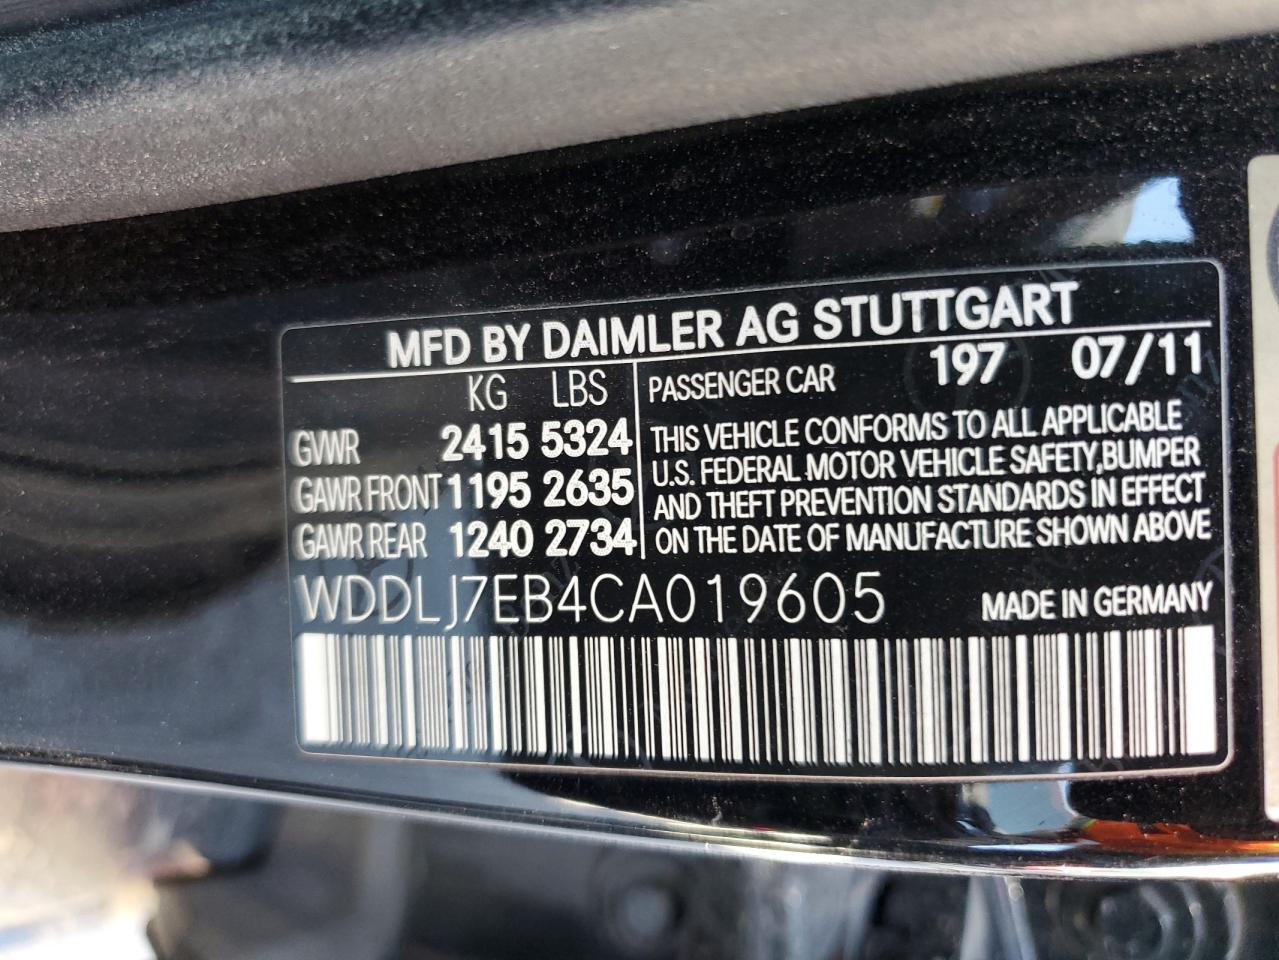 MFD BY DAIMLER AG STUTTGART
KG LBS
GVWR 2415 5324
GAWR FRONT 1195 2635
GAWR REAR 1240 2734
PASSENGER CAR 197 07/11
THIS VEHICLE CONFORMS TO ALL APPLICABLE
U.S. FEDERAL MOTOR VEHICLE SAFETY,BUMPER
AND THEFT PREVENTION STANDARDS IN EFFECT
ON THE DATE OF MANUFACTURE SHOWN ABOVE
WDDLJ7EB4CA019605 MADE IN GERMANY